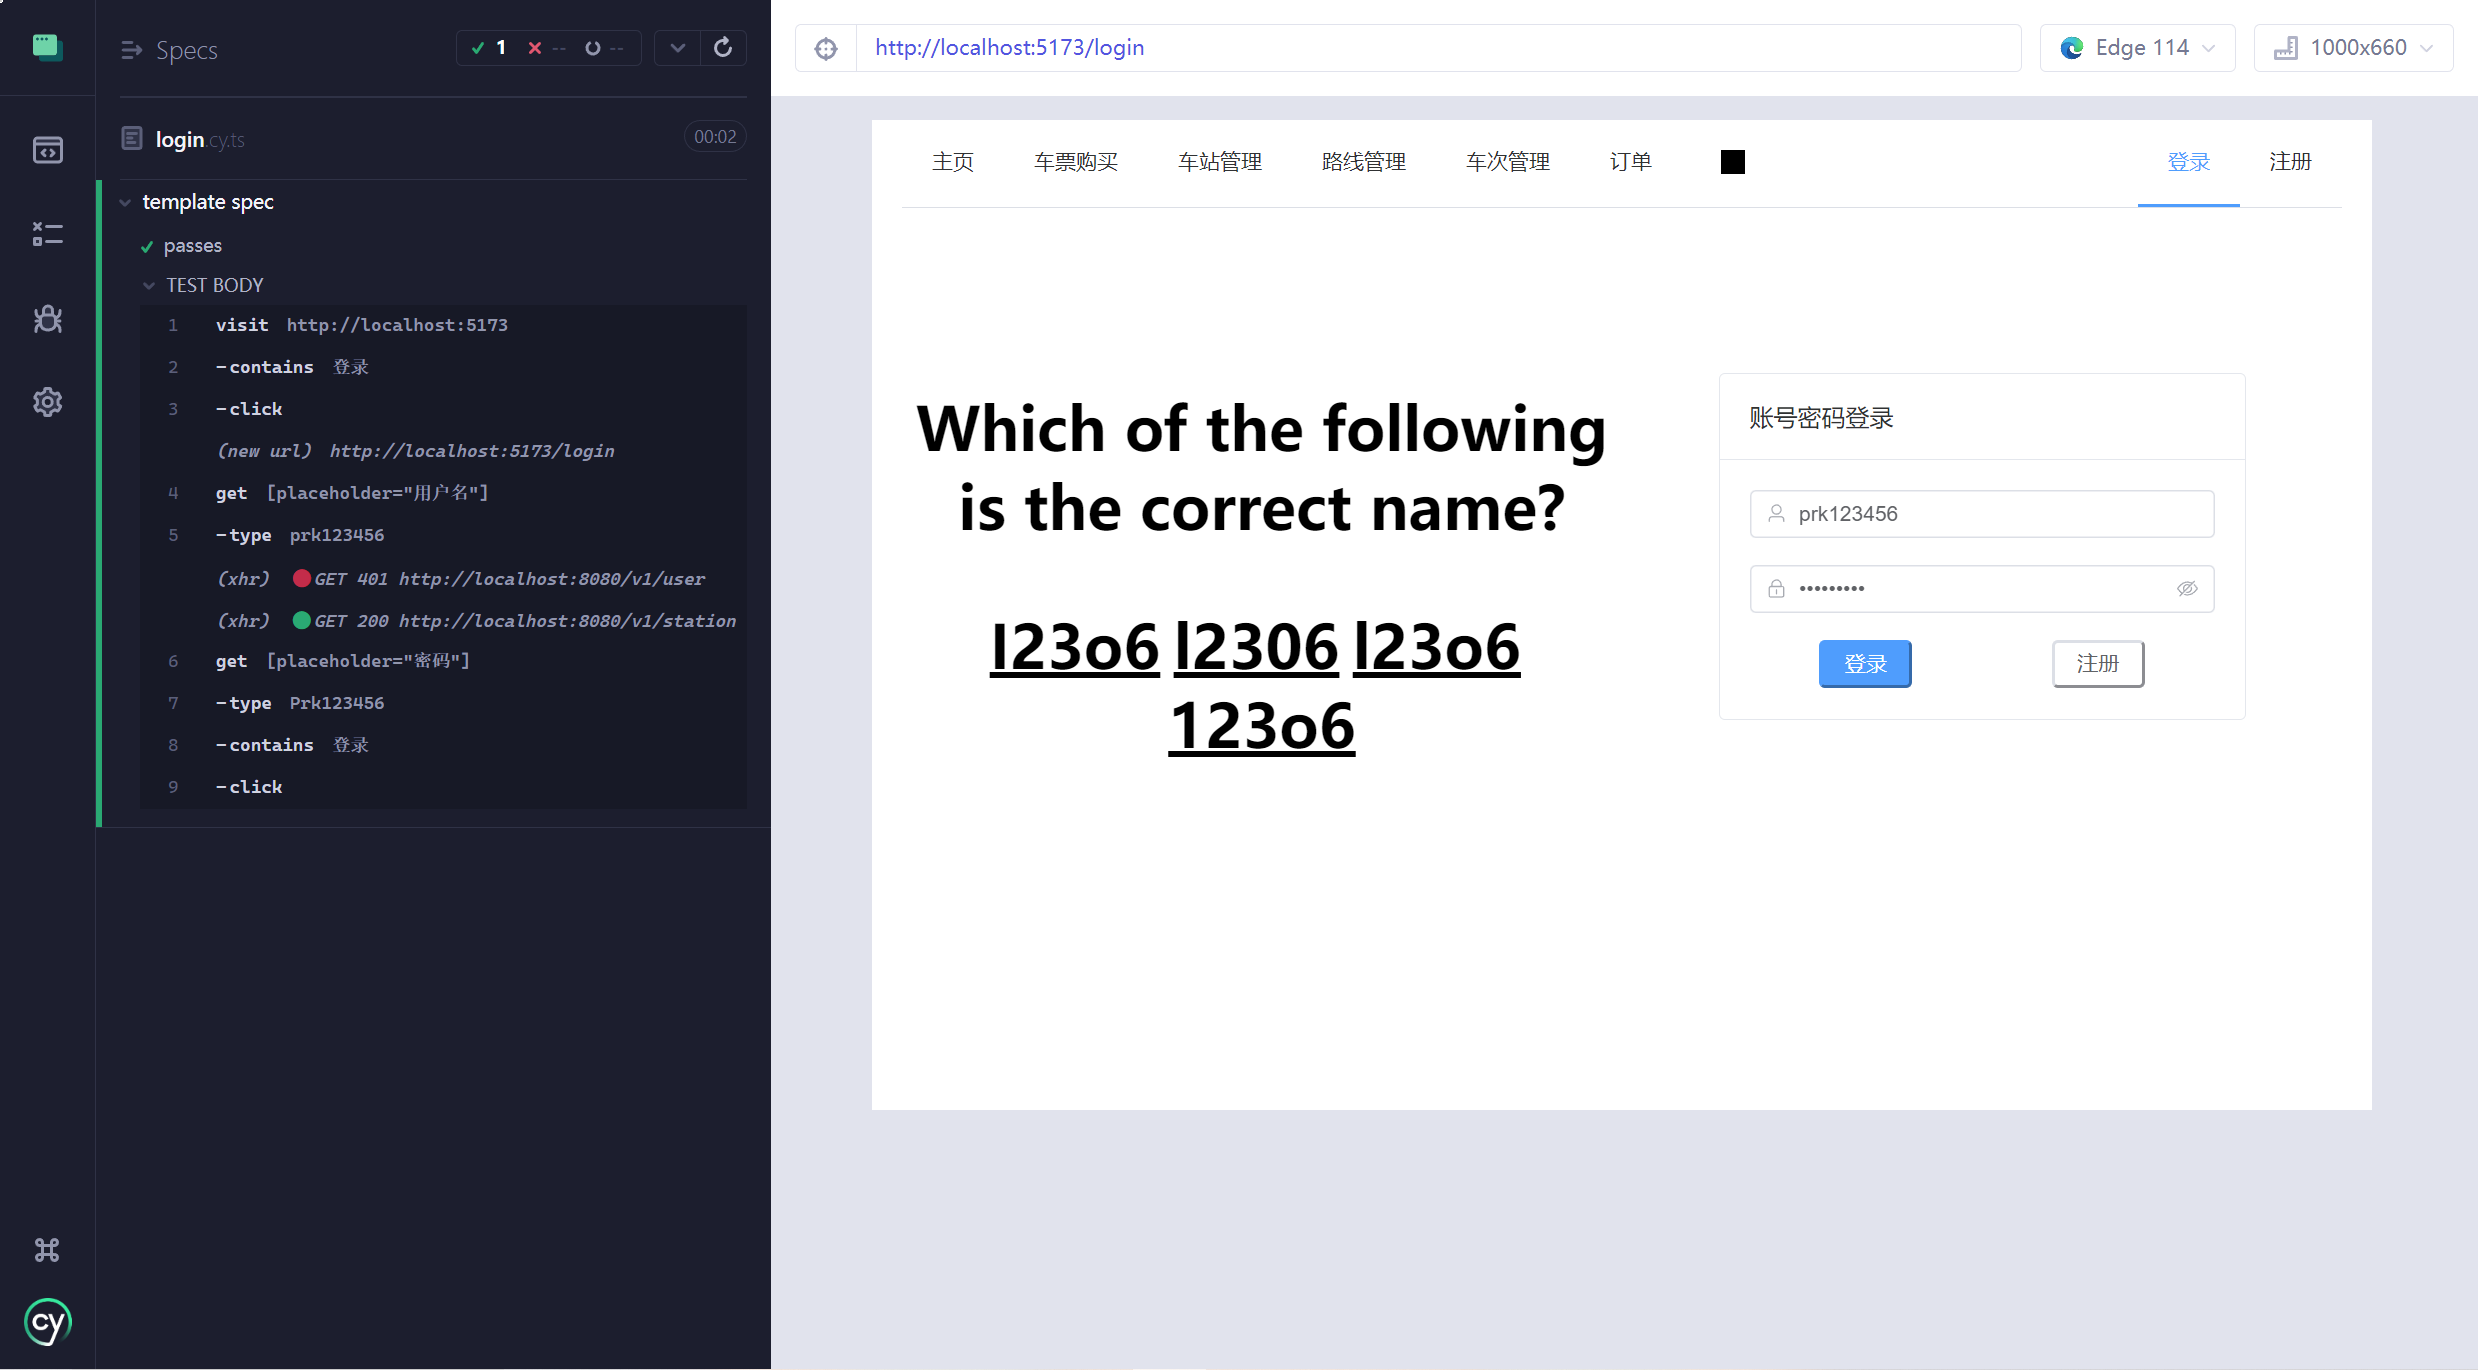 Specs
1 -- --
login.cy.ts 00:02
template spec
passes
TEST BODY
1 visit http://localhost:5173
2 -contains 登录
3 -click
(new url) http://localhost:5173/login
4 get [placeholder="用户名"]
5 -type prk123456
(xhr) GET 401 http://localhost:8080/v1/user
(xhr) GET 200 http://localhost:8080/v1/station
6 get [placeholder="密码"]
7 -type Prk123456
8 -contains 登录
9 -click
cy
http://localhost:5173/login
Edge 114
1000x660
主页 车票购买 车站管理 路线管理 车次管理 订单 登录 注册
Which of the following
is the correct name?
l23o6 l2306 l23o6
123o6
账号密码登录
prk123456
•••••••••
登录 注册